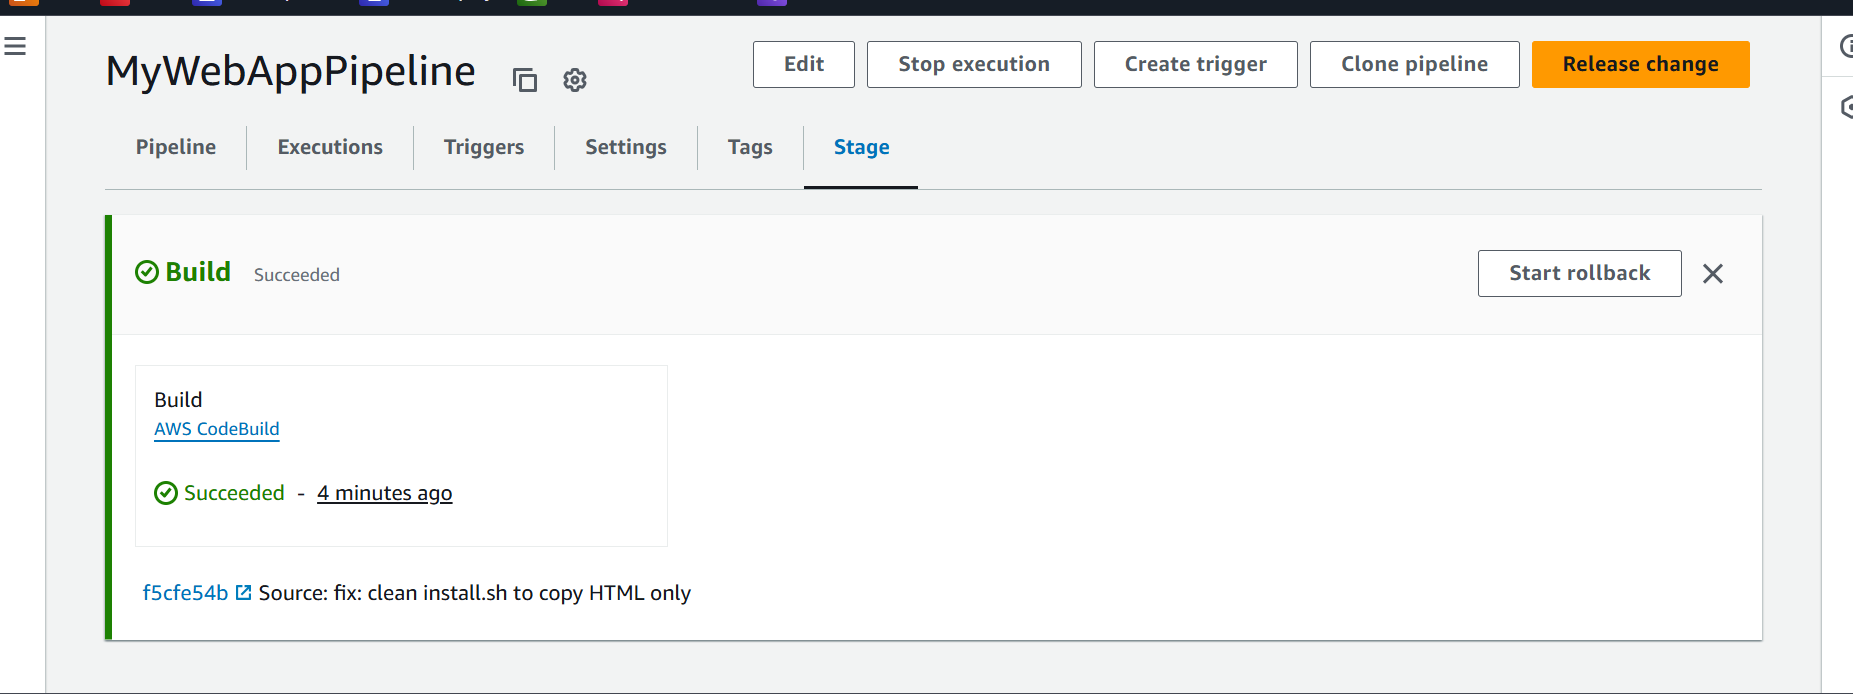 MyWebAppPipeline
Edit
Stop execution
Create trigger
Clone pipeline
Release change
Pipeline
Executions
Triggers
Settings
Tags
Stage
Build Succeeded
Start rollback
Build
AWS CodeBuild
Succeeded - 4 minutes ago
f5cfe54b Source: fix: clean install.sh to copy HTML only